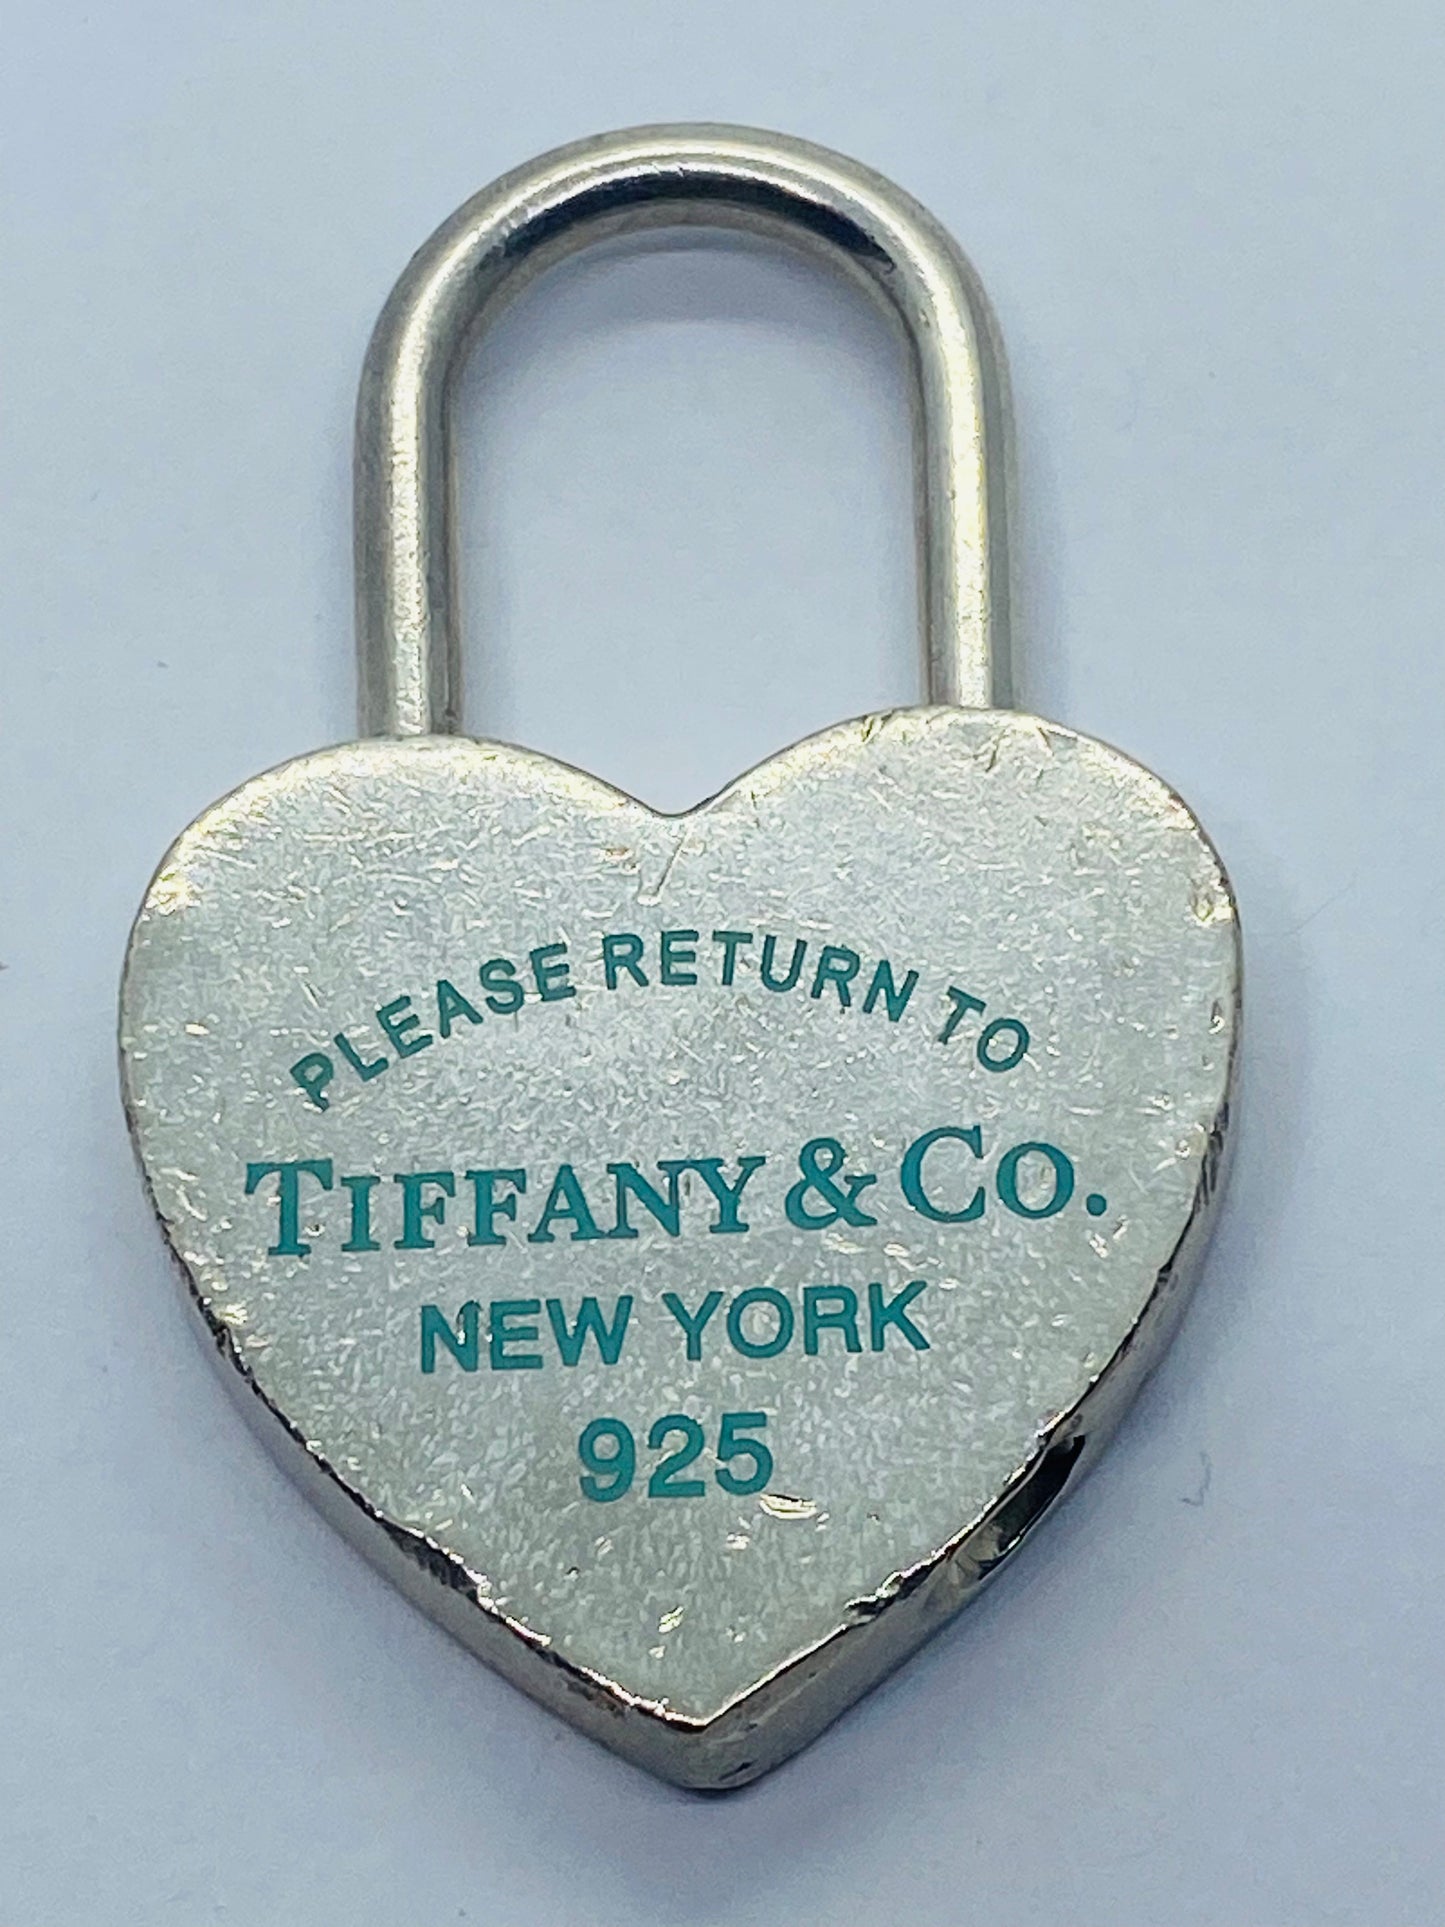 PLEASE RETURN TO
TIFFANY & CO.
NEW YORK
925